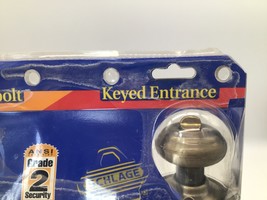 bolt
Keyed Entrance
ANSI
Grade
2
Security
SCHLAGE